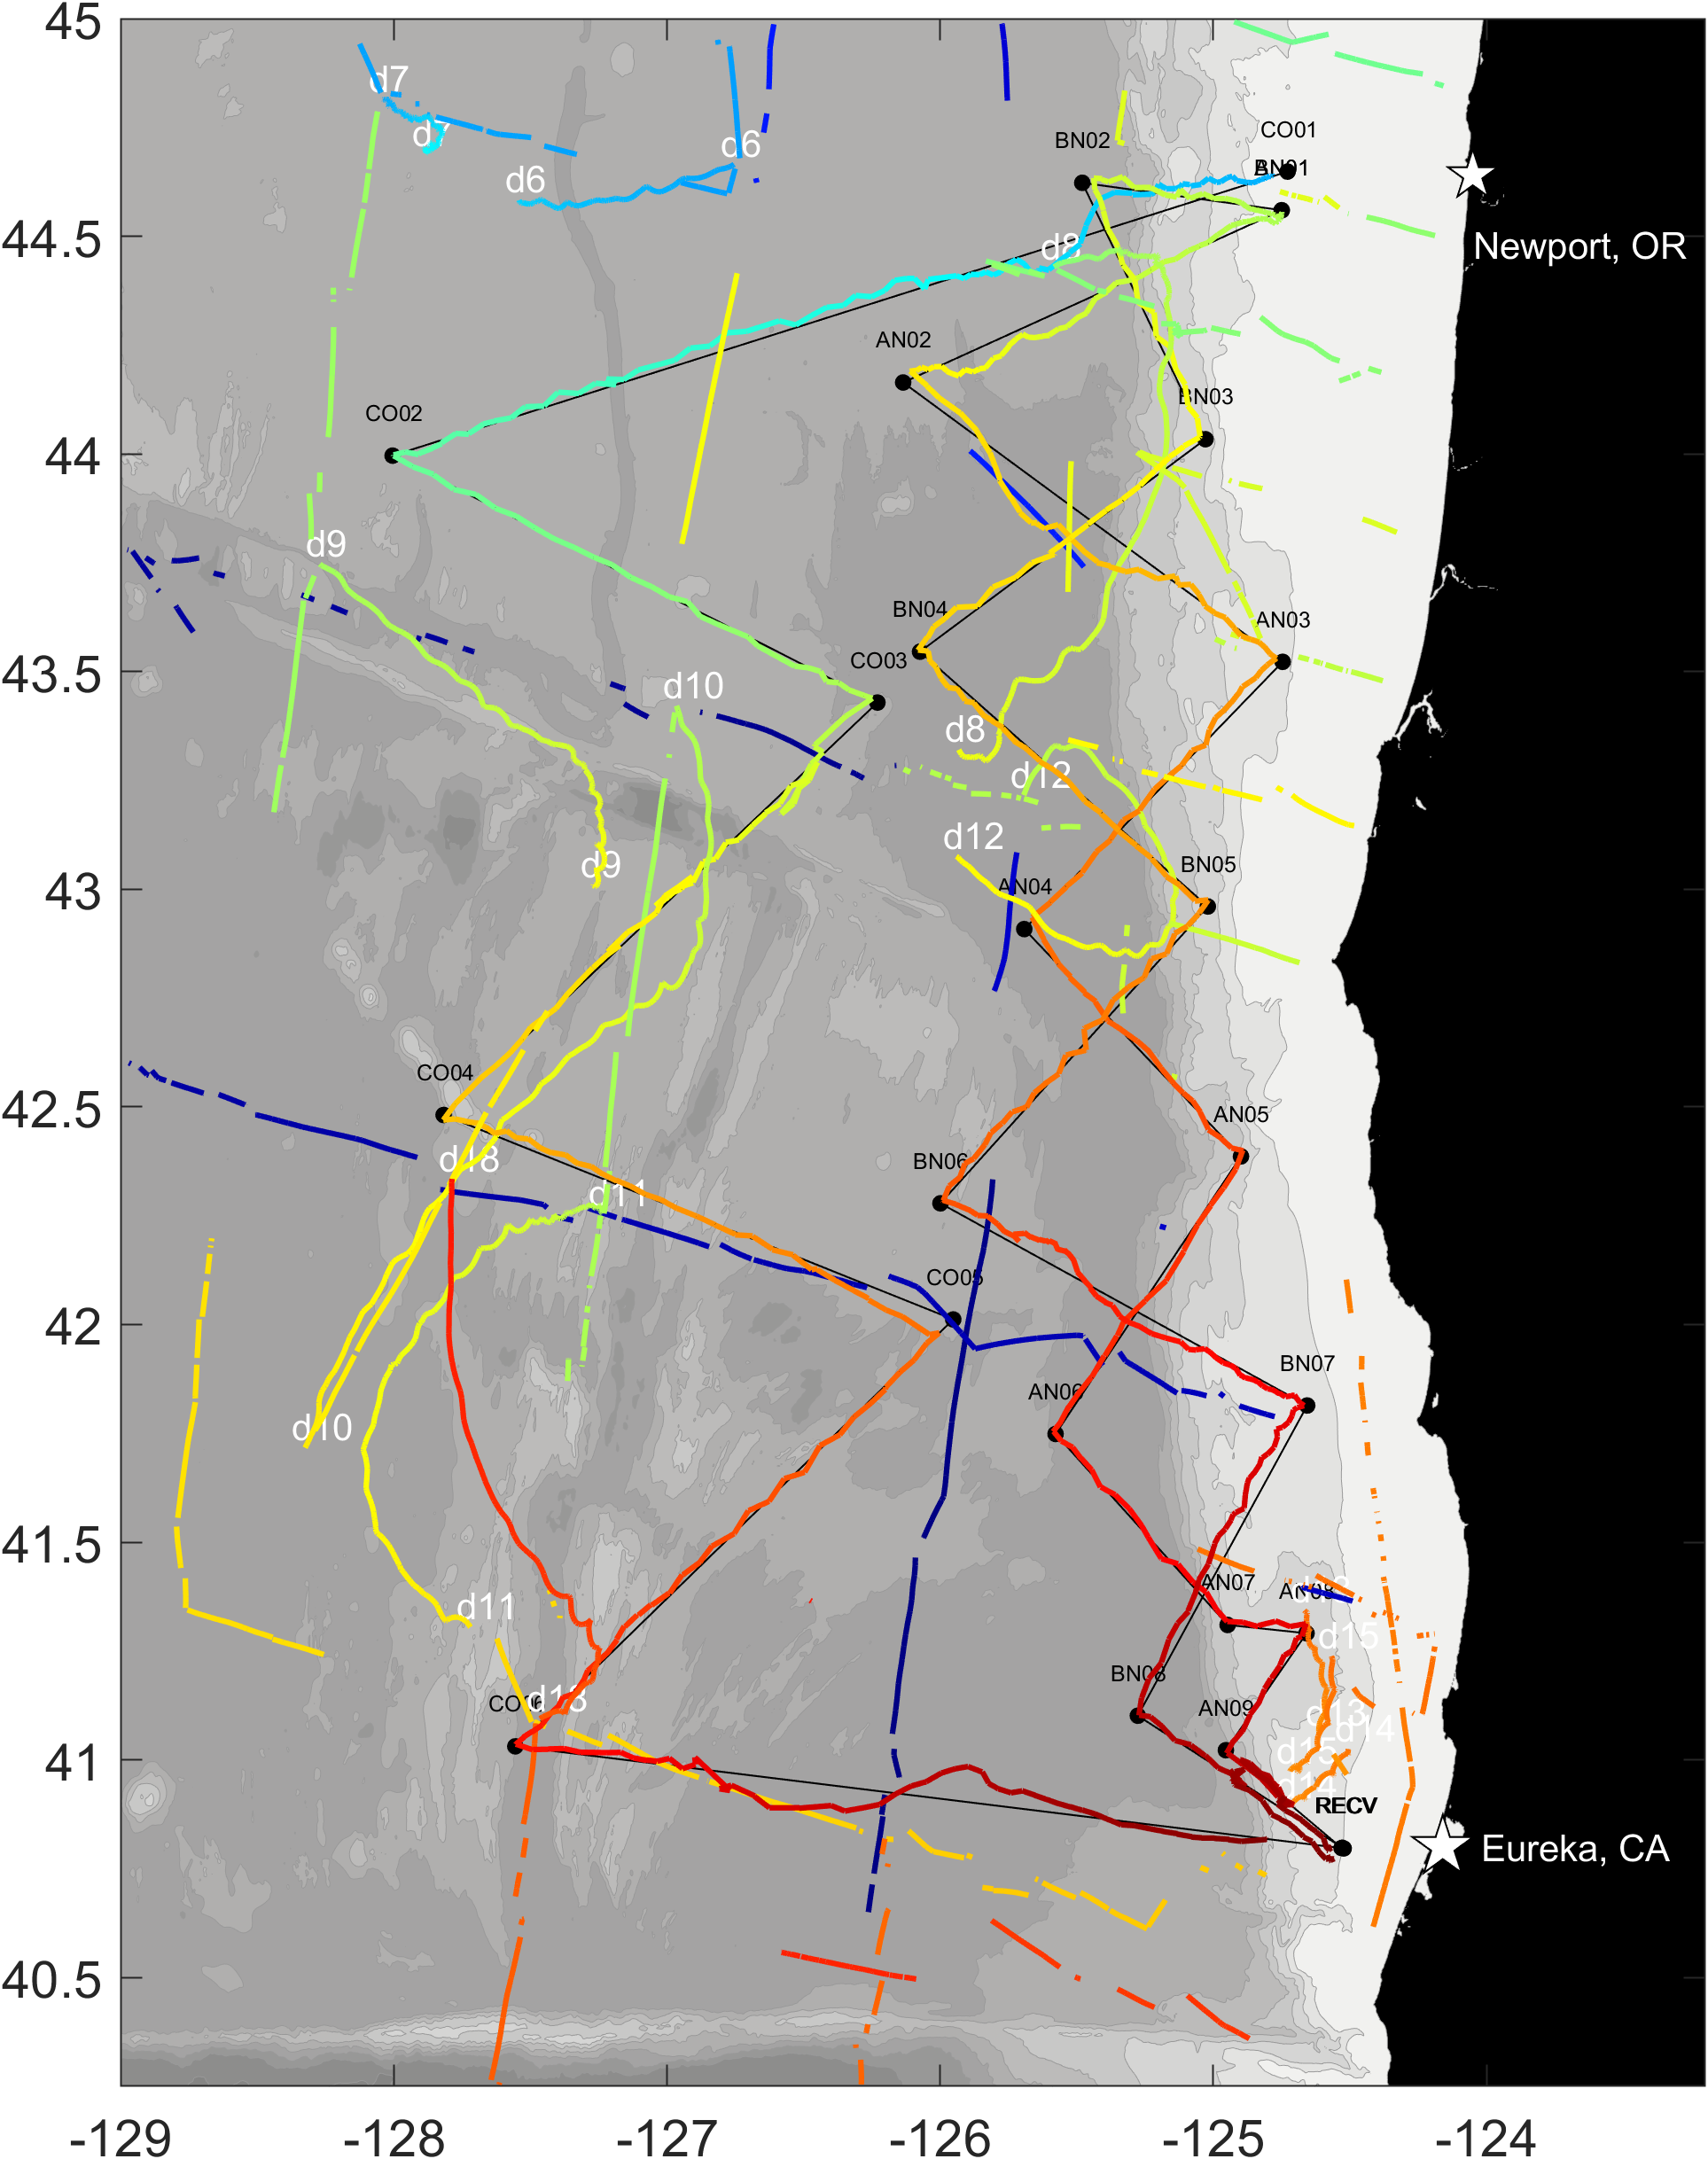 45
d7
CO01
BN02
d7
d6
d6
AN01
Newport, OR
44.5
d8
AN02
CO02
BN03
44
d9
BN04
AN03
CO03
43.5
d10
d8
d12
d12
BN05
d9
AN04
43
CO04
42.5
AN05
d18
BN06
d11
CO05
42
BN07
AN06
d10
41.5
AN07
AN08
d11
d15
BN08
CO06
d13
AN09
d13
d14
d15
41
d14
RECV
Eureka, CA
40.5
-129
-128
-127
-126
-125
-124